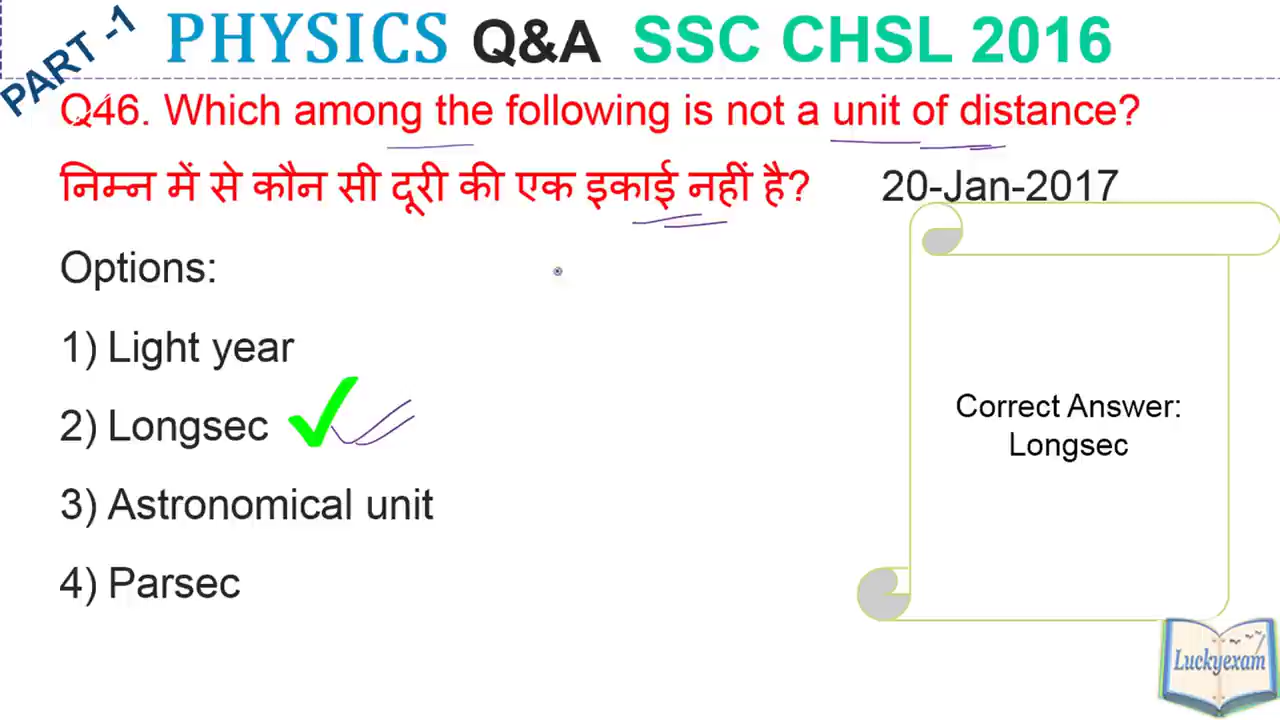 PART -1
PHYSICS Q&A SSC CHSL 2016
Q46. Which among the following is not a unit of distance?
निम्न में से कौन सी दूरी की एक इकाई नहीं है? 20-Jan-2017
Options:
1) Light year
2) Longsec
3) Astronomical unit
4) Parsec
Correct Answer:
Longsec
Luckyexam